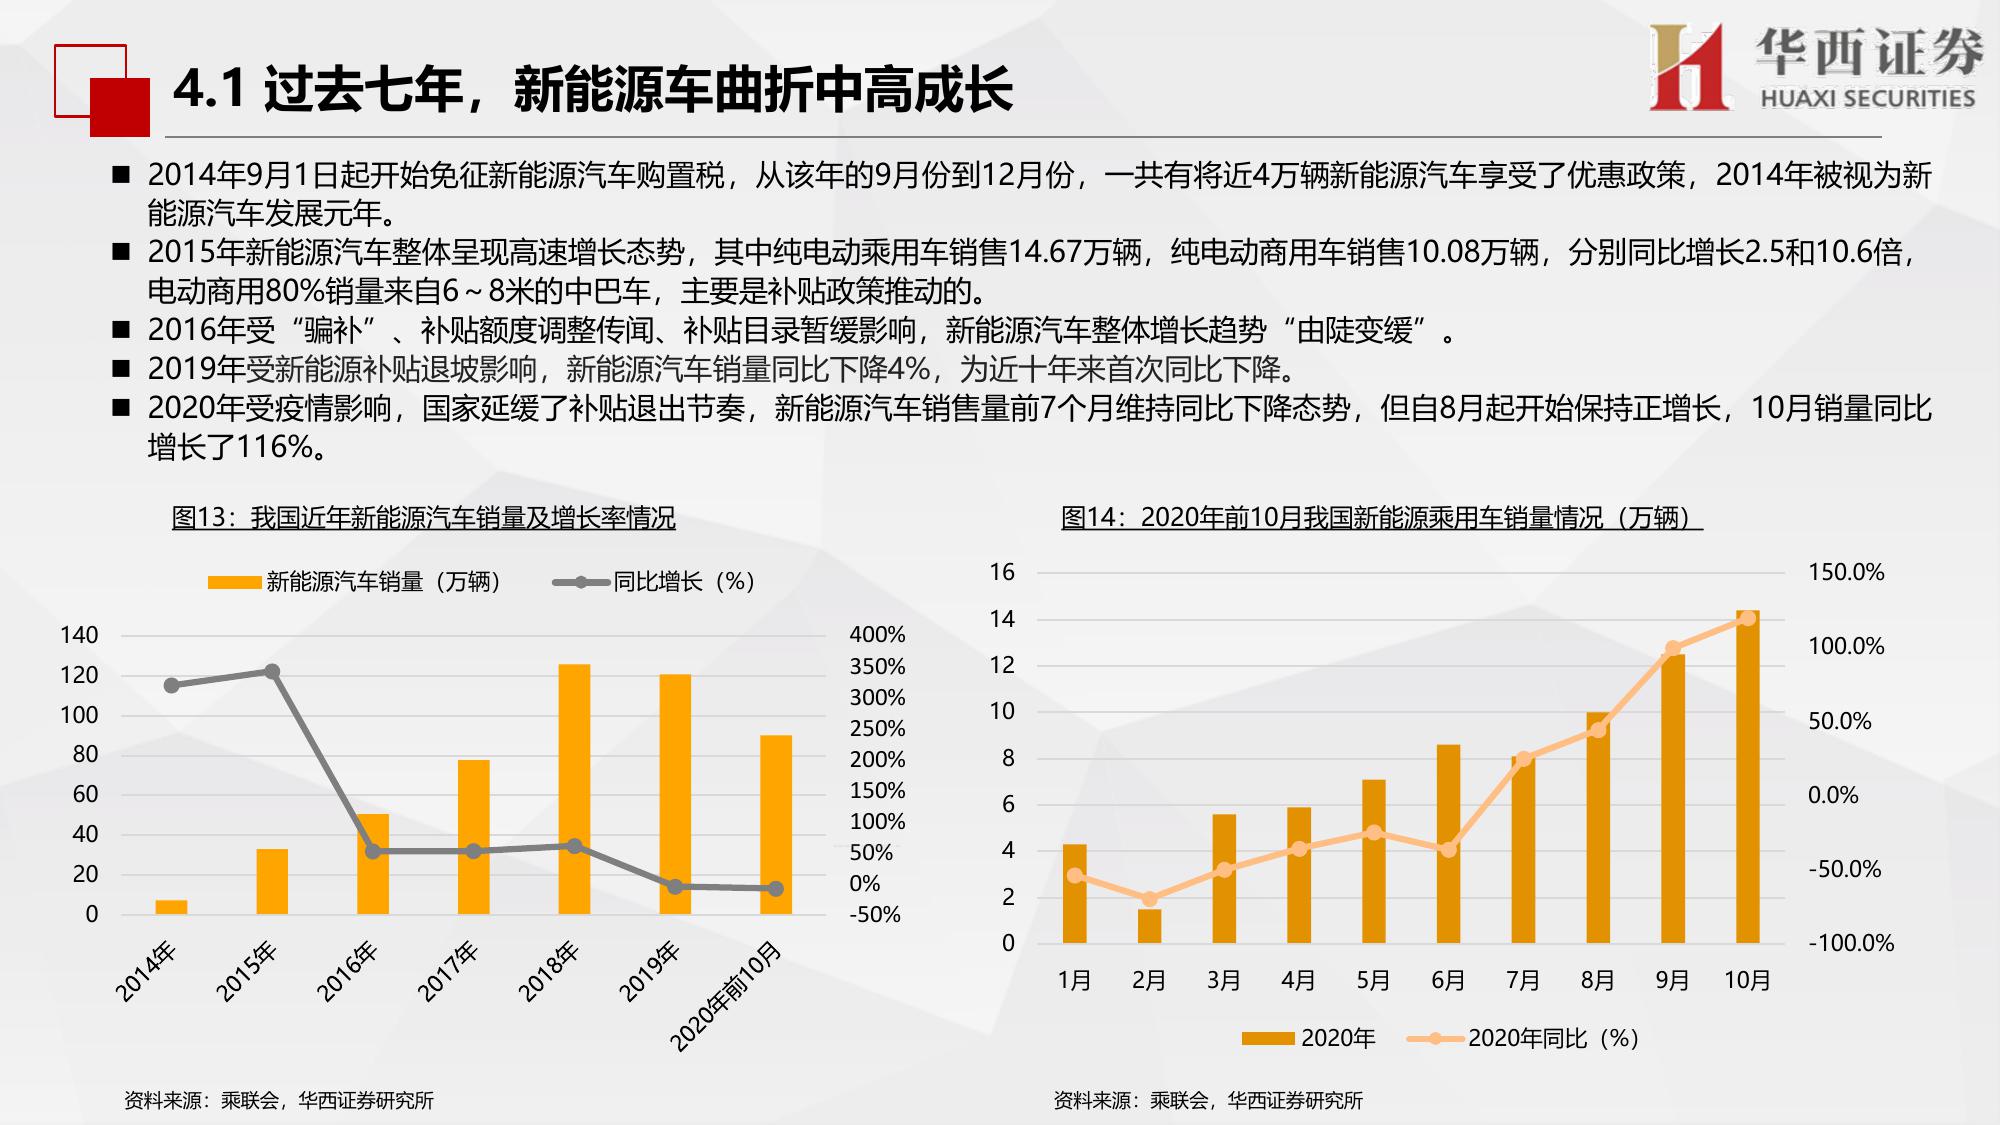 华西证券
HUAXI SECURITIES
4.1 过去七年，新能源车曲折中高成长
■ 2014年9月1日起开始免征新能源汽车购置税，从该年的9月份到12月份，一共有将近4万辆新能源汽车享受了优惠政策，2014年被视为新
能源汽车发展元年。
■ 2015年新能源汽车整体呈现高速增长态势，其中纯电动乘用车销售14.67万辆，纯电动商用车销售10.08万辆，分别同比增长2.5和10.6倍，
电动商用80%销量来自6～8米的中巴车，主要是补贴政策推动的。
■ 2016年受“骗补”、补贴额度调整传闻、补贴目录暂缓影响，新能源汽车整体增长趋势“由陡变缓”。
■ 2019年受新能源补贴退坡影响，新能源汽车销量同比下降4%，为近十年来首次同比下降。
■ 2020年受疫情影响，国家延缓了补贴退出节奏，新能源汽车销售量前7个月维持同比下降态势，但自8月起开始保持正增长，10月销量同比
增长了116%。
图13：我国近年新能源汽车销量及增长率情况
新能源汽车销量（万辆） 同比增长（%）
140
120
100
80
60
40
20
0
400%
350%
300%
250%
200%
150%
100%
50%
0%
-50%
2014年 2015年 2016年 2017年 2018年 2019年 2020年前10月
资料来源：乘联会，华西证券研究所
图14：2020年前10月我国新能源乘用车销量情况（万辆）
16
14
12
10
8
6
4
2
0
150.0%
100.0%
50.0%
0.0%
-50.0%
-100.0%
1月 2月 3月 4月 5月 6月 7月 8月 9月 10月
2020年 2020年同比（%）
资料来源：乘联会，华西证券研究所